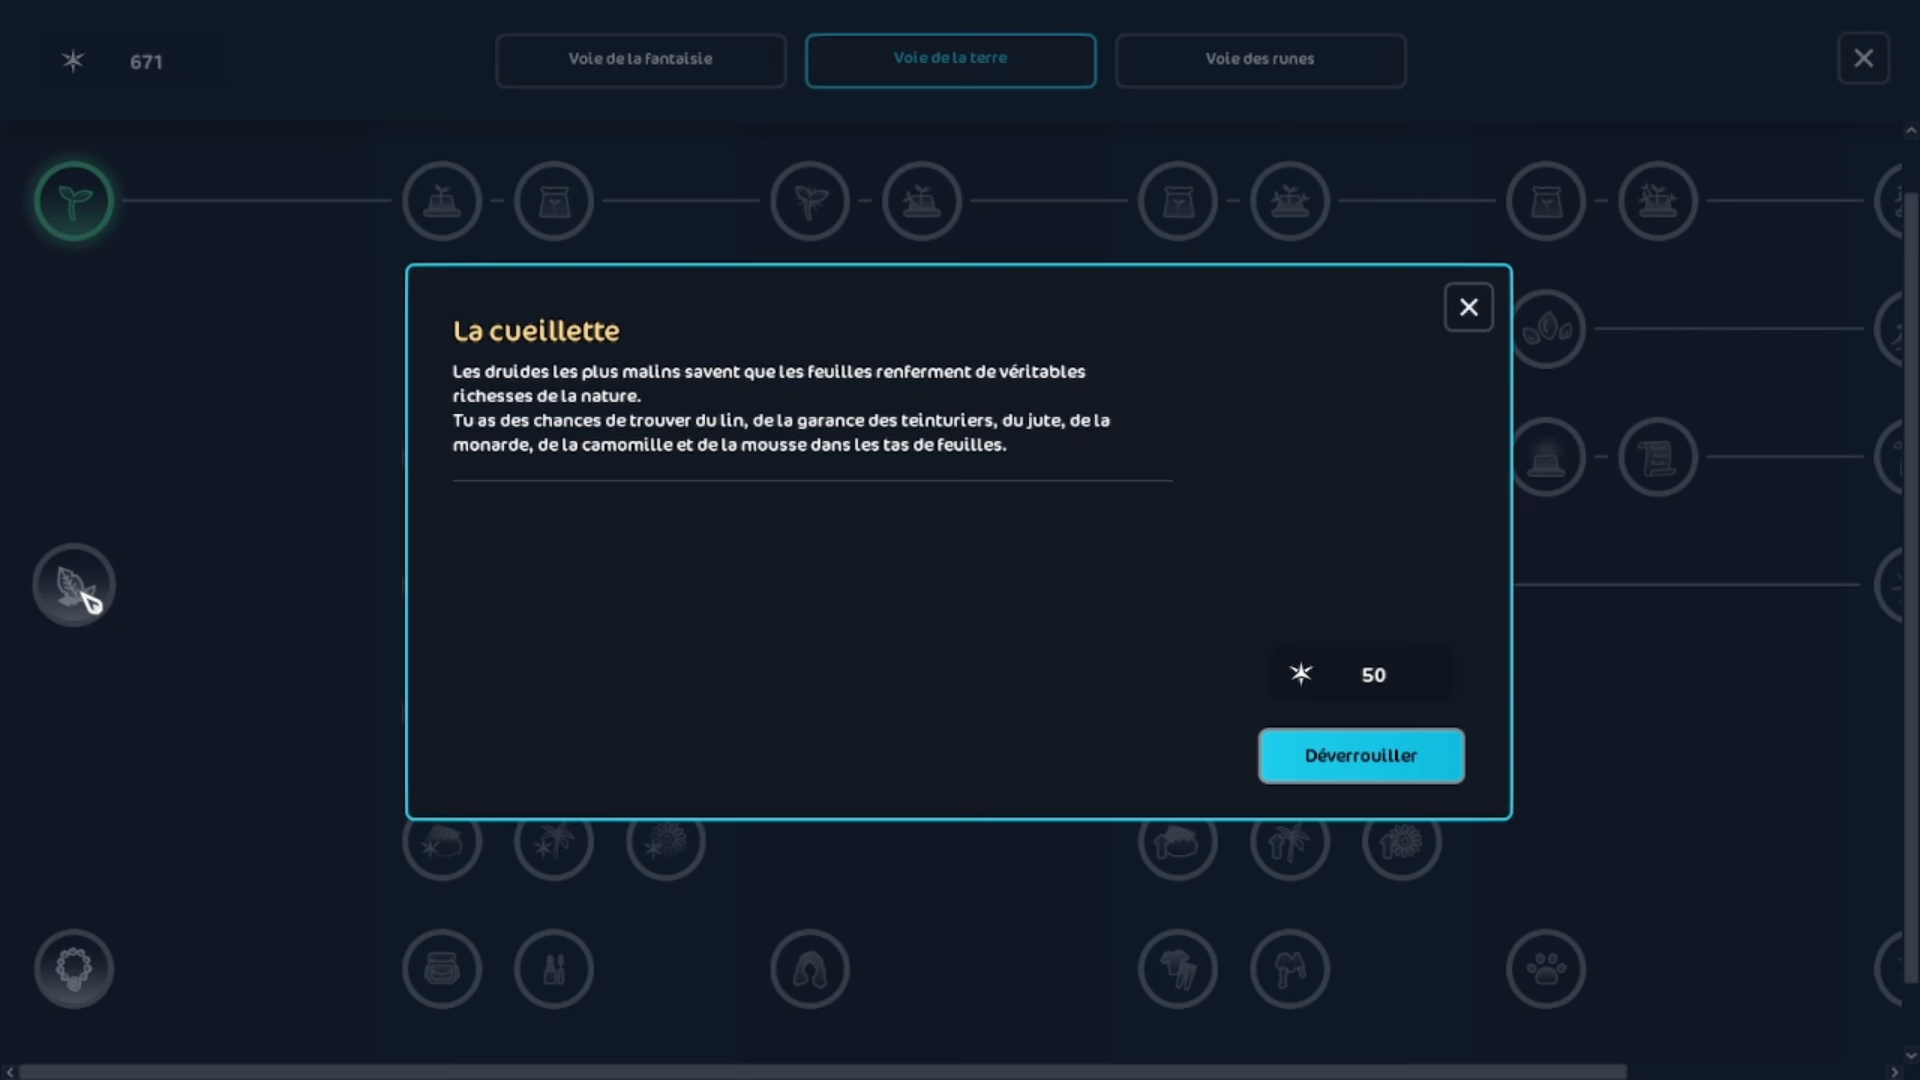 671
Voie de la fantaisie
Voie de la terre
Voie des runes
La cueillette
Les druides les plus malins savent que les feuilles renferment de véritables
richesses de la nature.
Tu as des chances de trouver du lin, de la garance des teinturiers, du jute, de la
monarde, de la camomille et de la mousse dans les tas de feuilles.
50
Déverrouiller